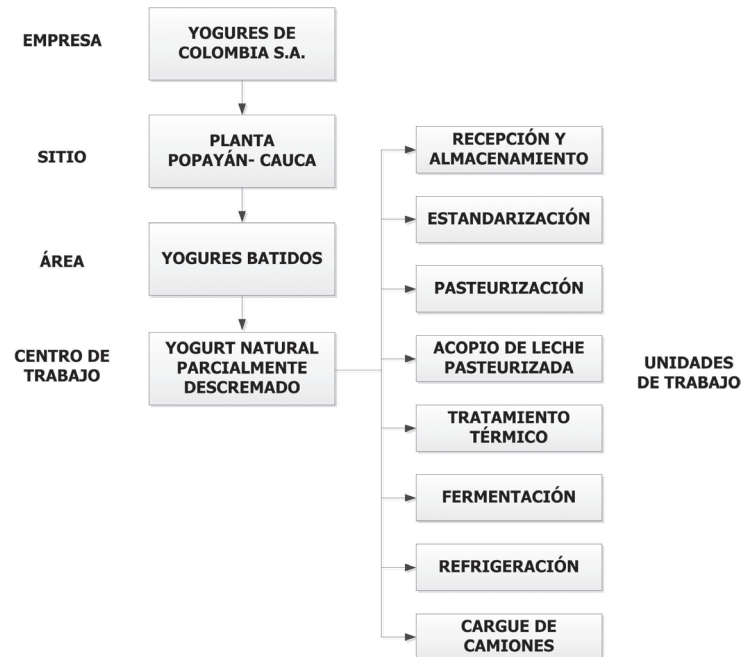 EMPRESA
YOGURES DE
COLOMBIA S.A.
SITIO
PLANTA
POPAYÁN- CAUCA
ÁREA
YOGURES BATIDOS
CENTRO DE
TRABAJO
YOGURT NATURAL
PARCIALMENTE
DESCREMADO
RECEPCIÓN Y
ALMACENAMIENTO
ESTANDARIZACIÓN
PASTEURIZACIÓN
ACOPIO DE LECHE
PASTEURIZADA
TRATAMIENTO
TÉRMICO
FERMENTACIÓN
REFRIGERACIÓN
CARGUE DE
CAMIONES
UNIDADES
DE TRABAJO